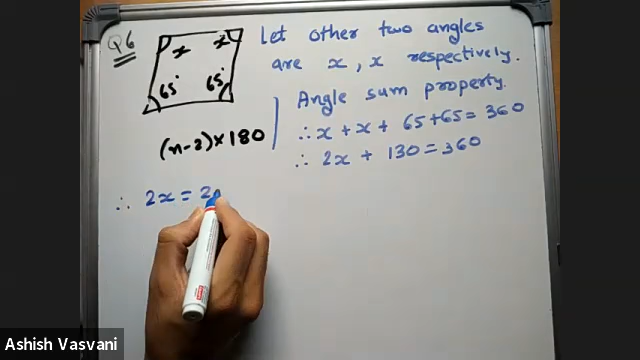 Q6
x x
65° 65°
(n-2)×180
Let other two angles
are x, x respectively.
Angle sum property.
∴ x + x + 65+65=360
∴ 2x + 130=360
∴ 2x = 2
Ashish Vasvani